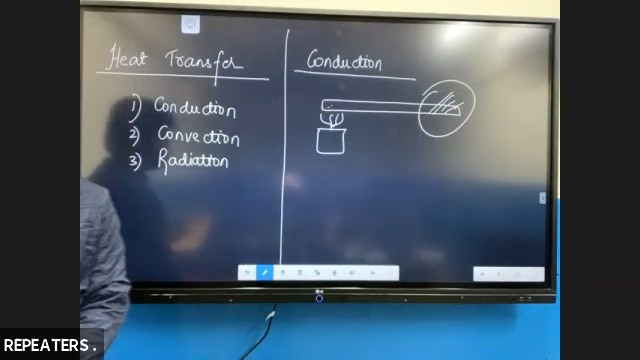 Heat Transfer
1) Conduction
2) Convection
3) Radiation
Conduction
REPEATERS.